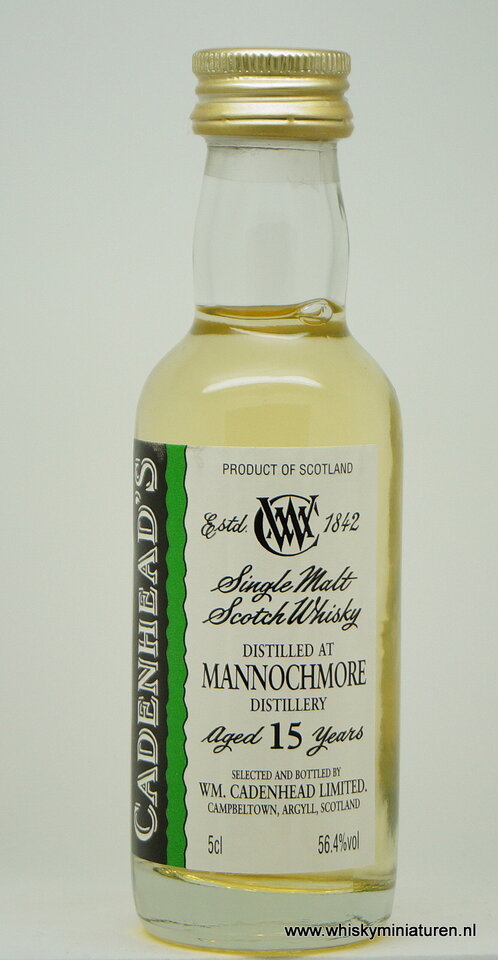 CADENHEAD'S
PRODUCT OF SCOTLAND
Estd. WC 1842
Single Malt
Scotch Whisky
DISTILLED AT
MANNOCHMORE
DISTILLERY
Aged 15 Years
SELECTED AND BOTTLED BY
WM. CADENHEAD LIMITED.
CAMPBELTOWN, ARGYLL, SCOTLAND
5cl 56.4%vol
www.whiskyminiaturen.nl